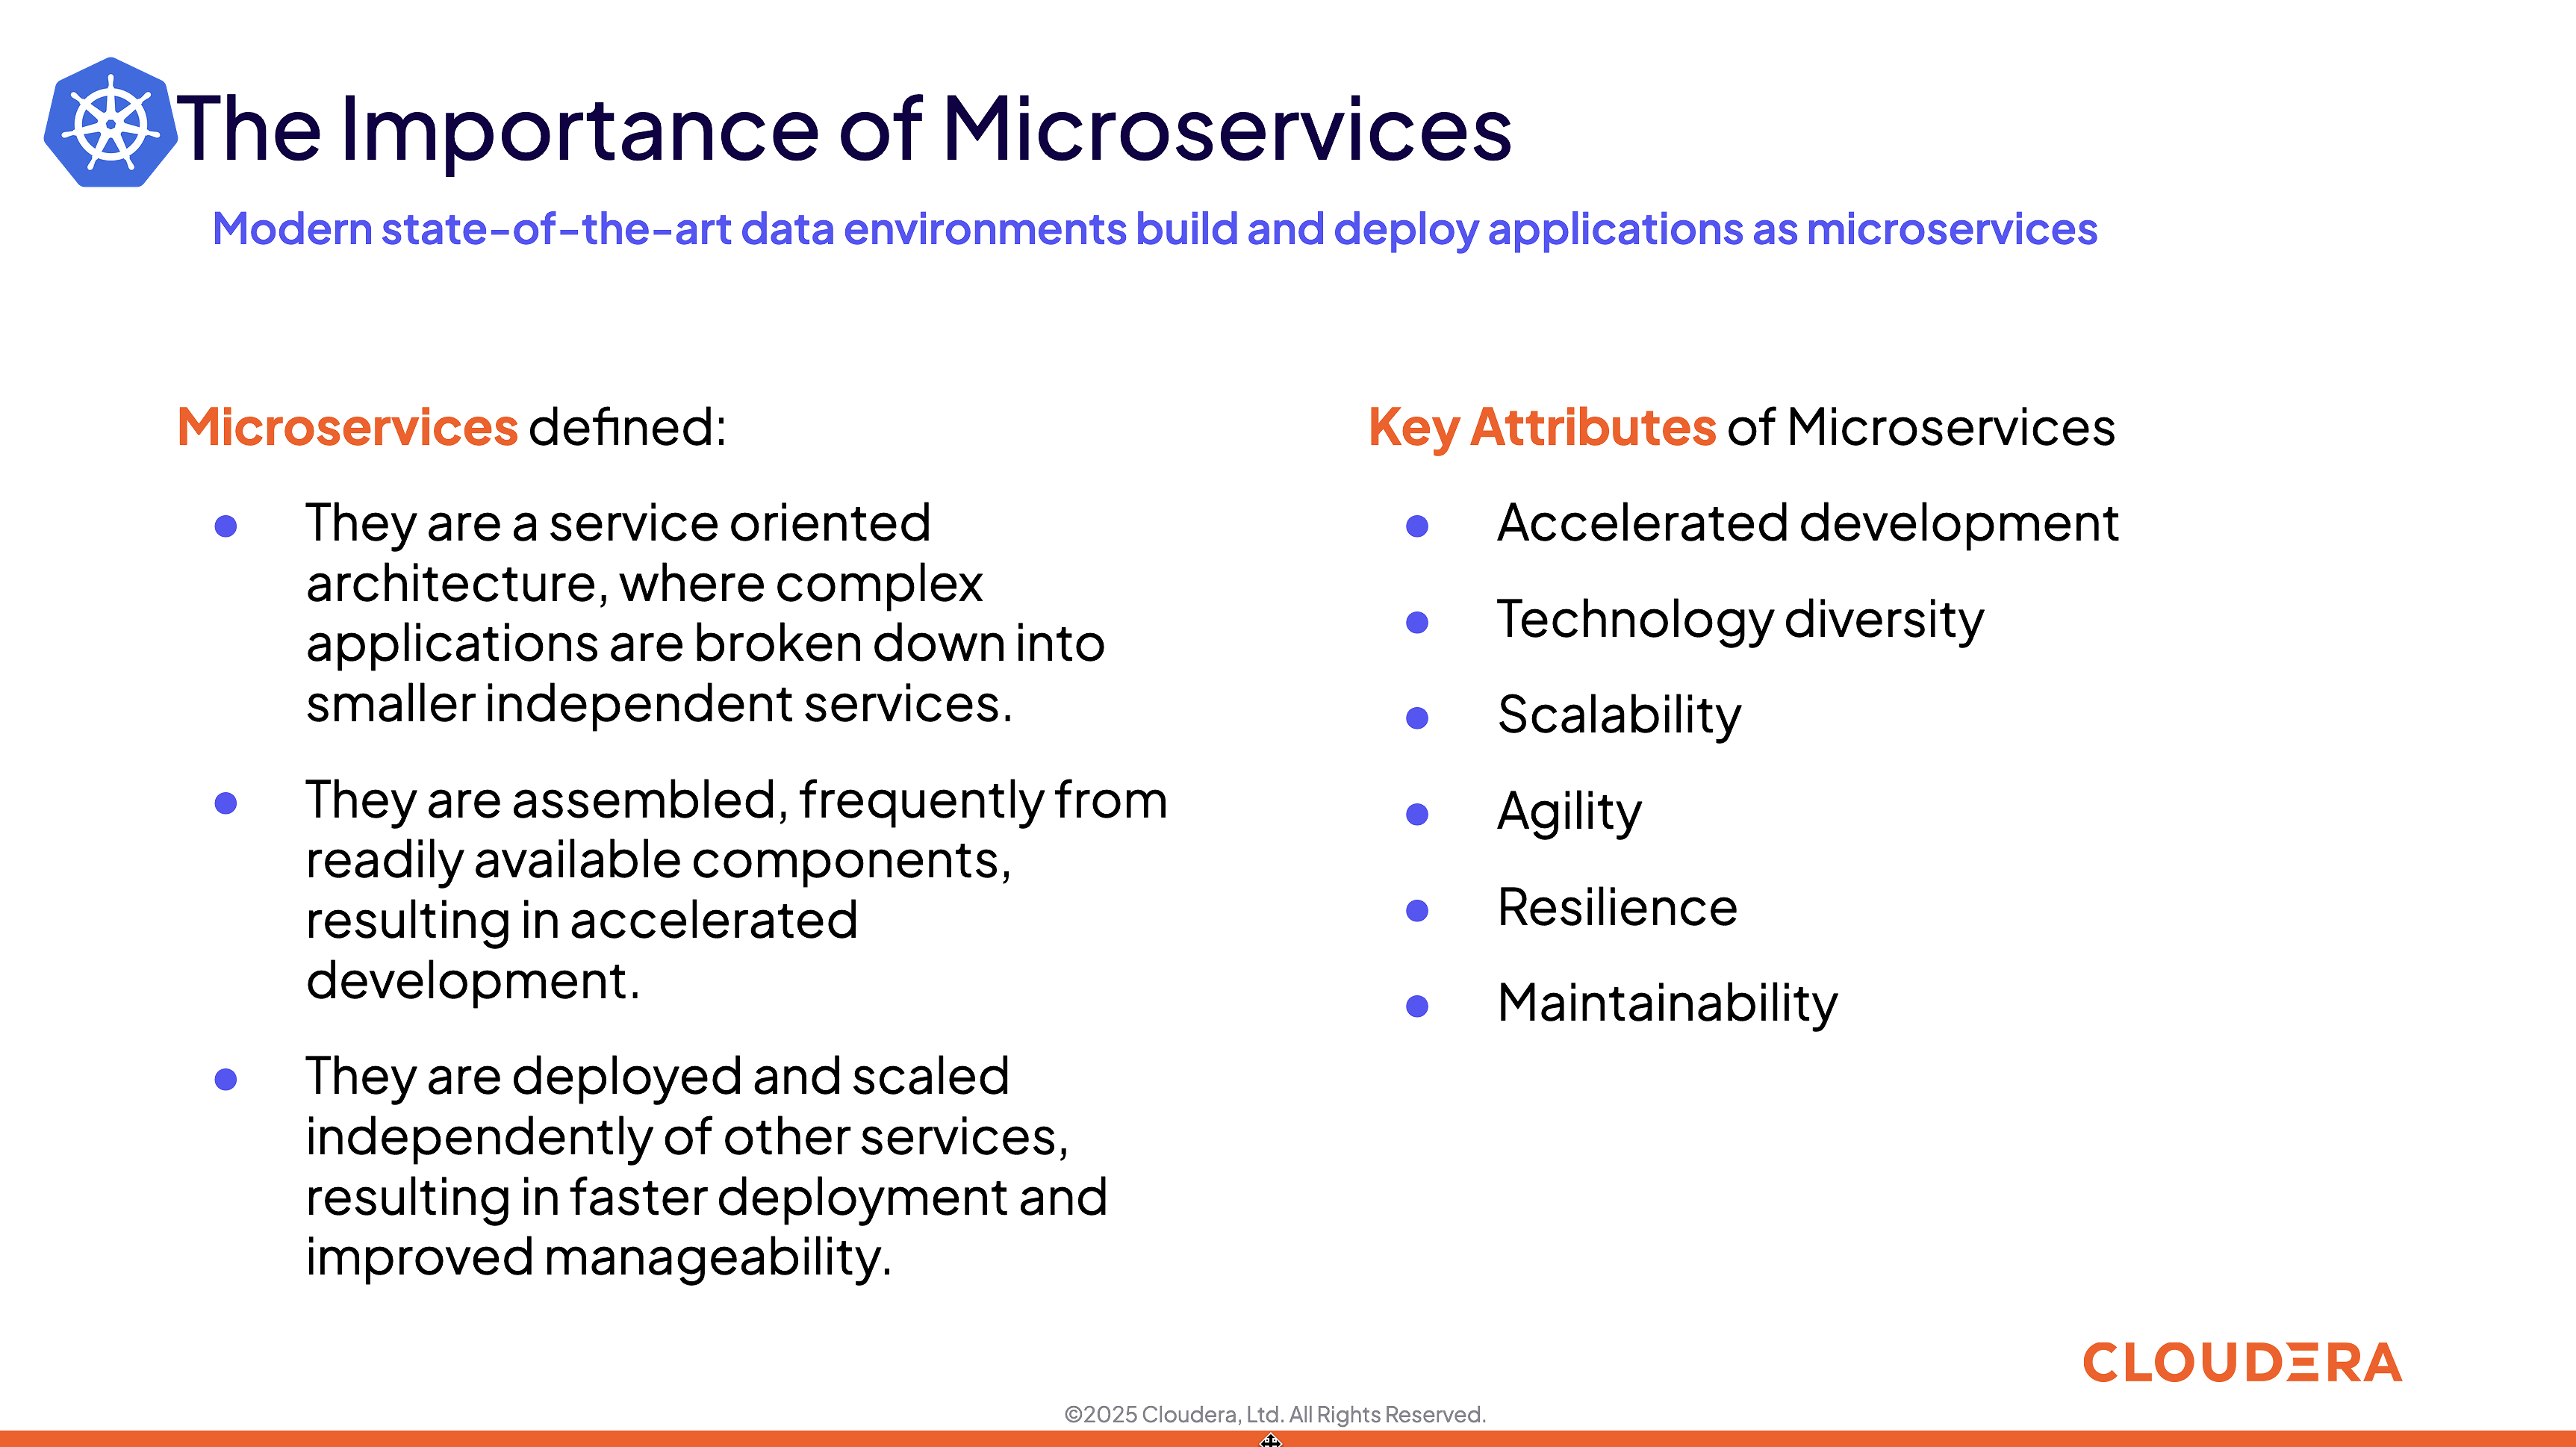 The Importance of Microservices
Modern state-of-the-art data environments build and deploy applications as microservices
Microservices defined:
● They are a service oriented
architecture, where complex
applications are broken down into
smaller independent services.
● They are assembled, frequently from
readily available components,
resulting in accelerated
development.
● They are deployed and scaled
independently of other services,
resulting in faster deployment and
improved manageability.
Key Attributes of Microservices
● Accelerated development
● Technology diversity
● Scalability
● Agility
● Resilience
● Maintainability
CLOUDERA
©2025 Cloudera, Ltd. All Rights Reserved.